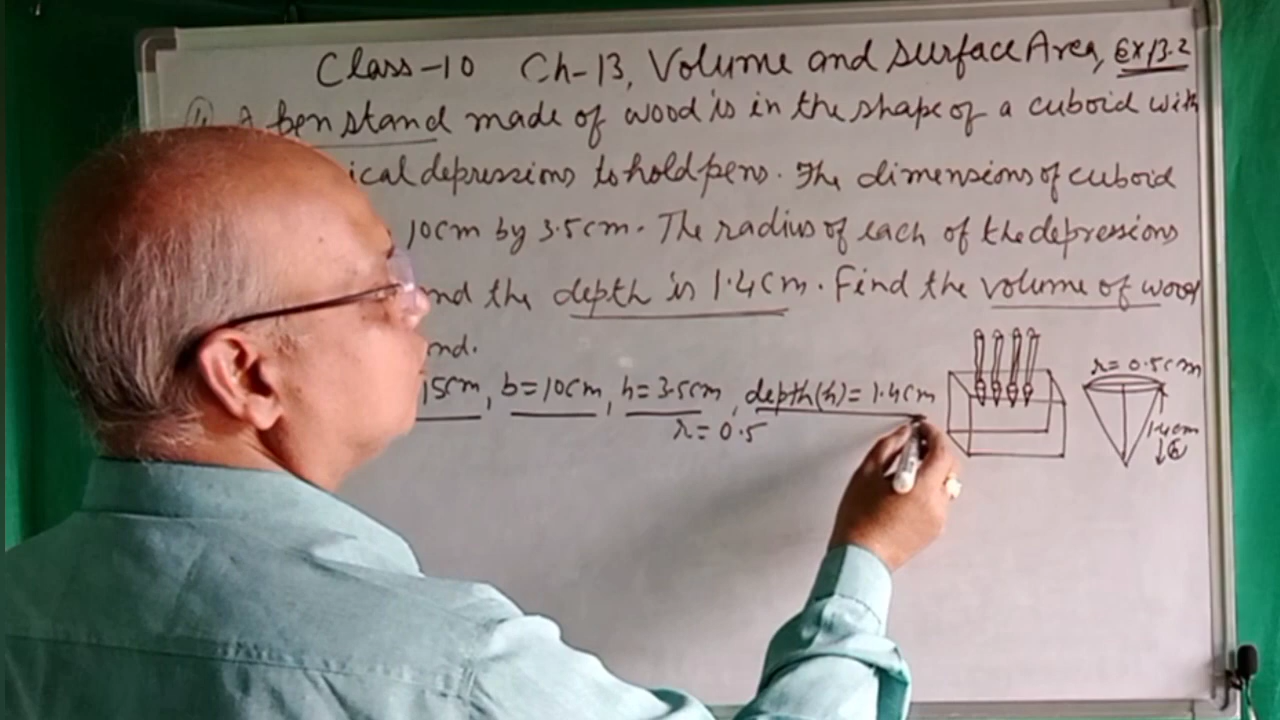 Class-10 Ch-13, Volume and Surface Area, Ex 13.2
A pen stand made of wood is in the shape of a cuboid with
ical depressions to hold pens. The dimensions of cuboid
10cm by 3.5cm. The radius of each of the depressions
nd the depth is 1.4cm. Find the volume of wood
nd.
15cm, b=10cm, h=3.5cm, depth(h)=1.4cm
r=0.5
r=0.5cm
1.4cm